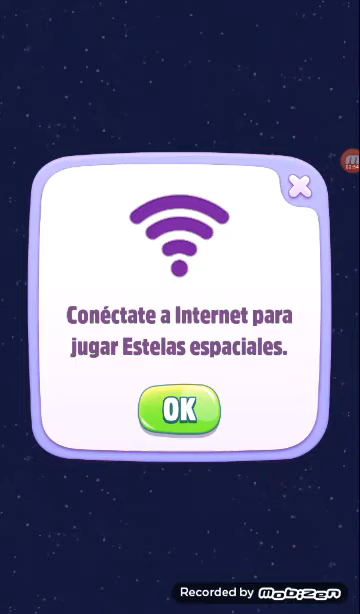 Conéctate a Internet para
jugar Estelas espaciales.
OK
Recorded by mobizen